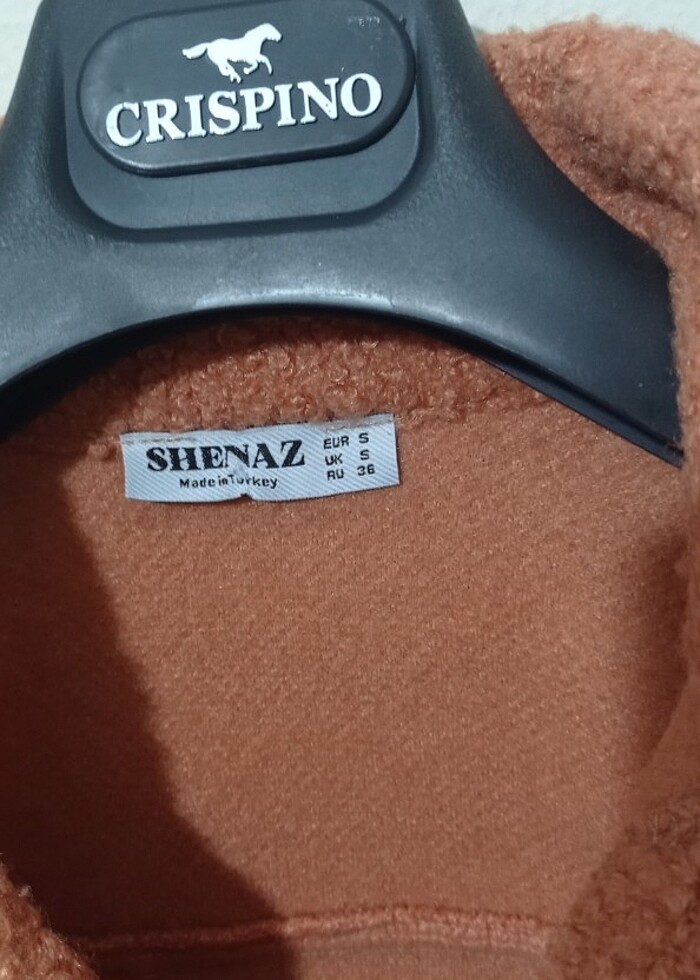 CRISPINO
SHENAZ
Made in Turkey
EUR S
UK S
RU 36